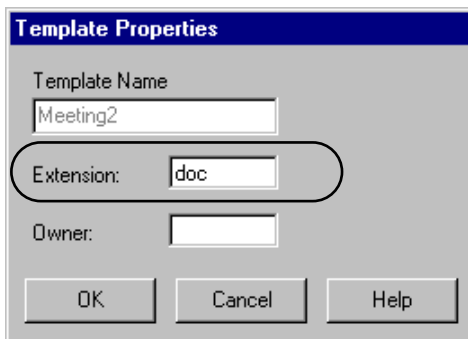 Template Properties
Template Name
Meeting2
Extension: doc
Owner:
OK Cancel Help